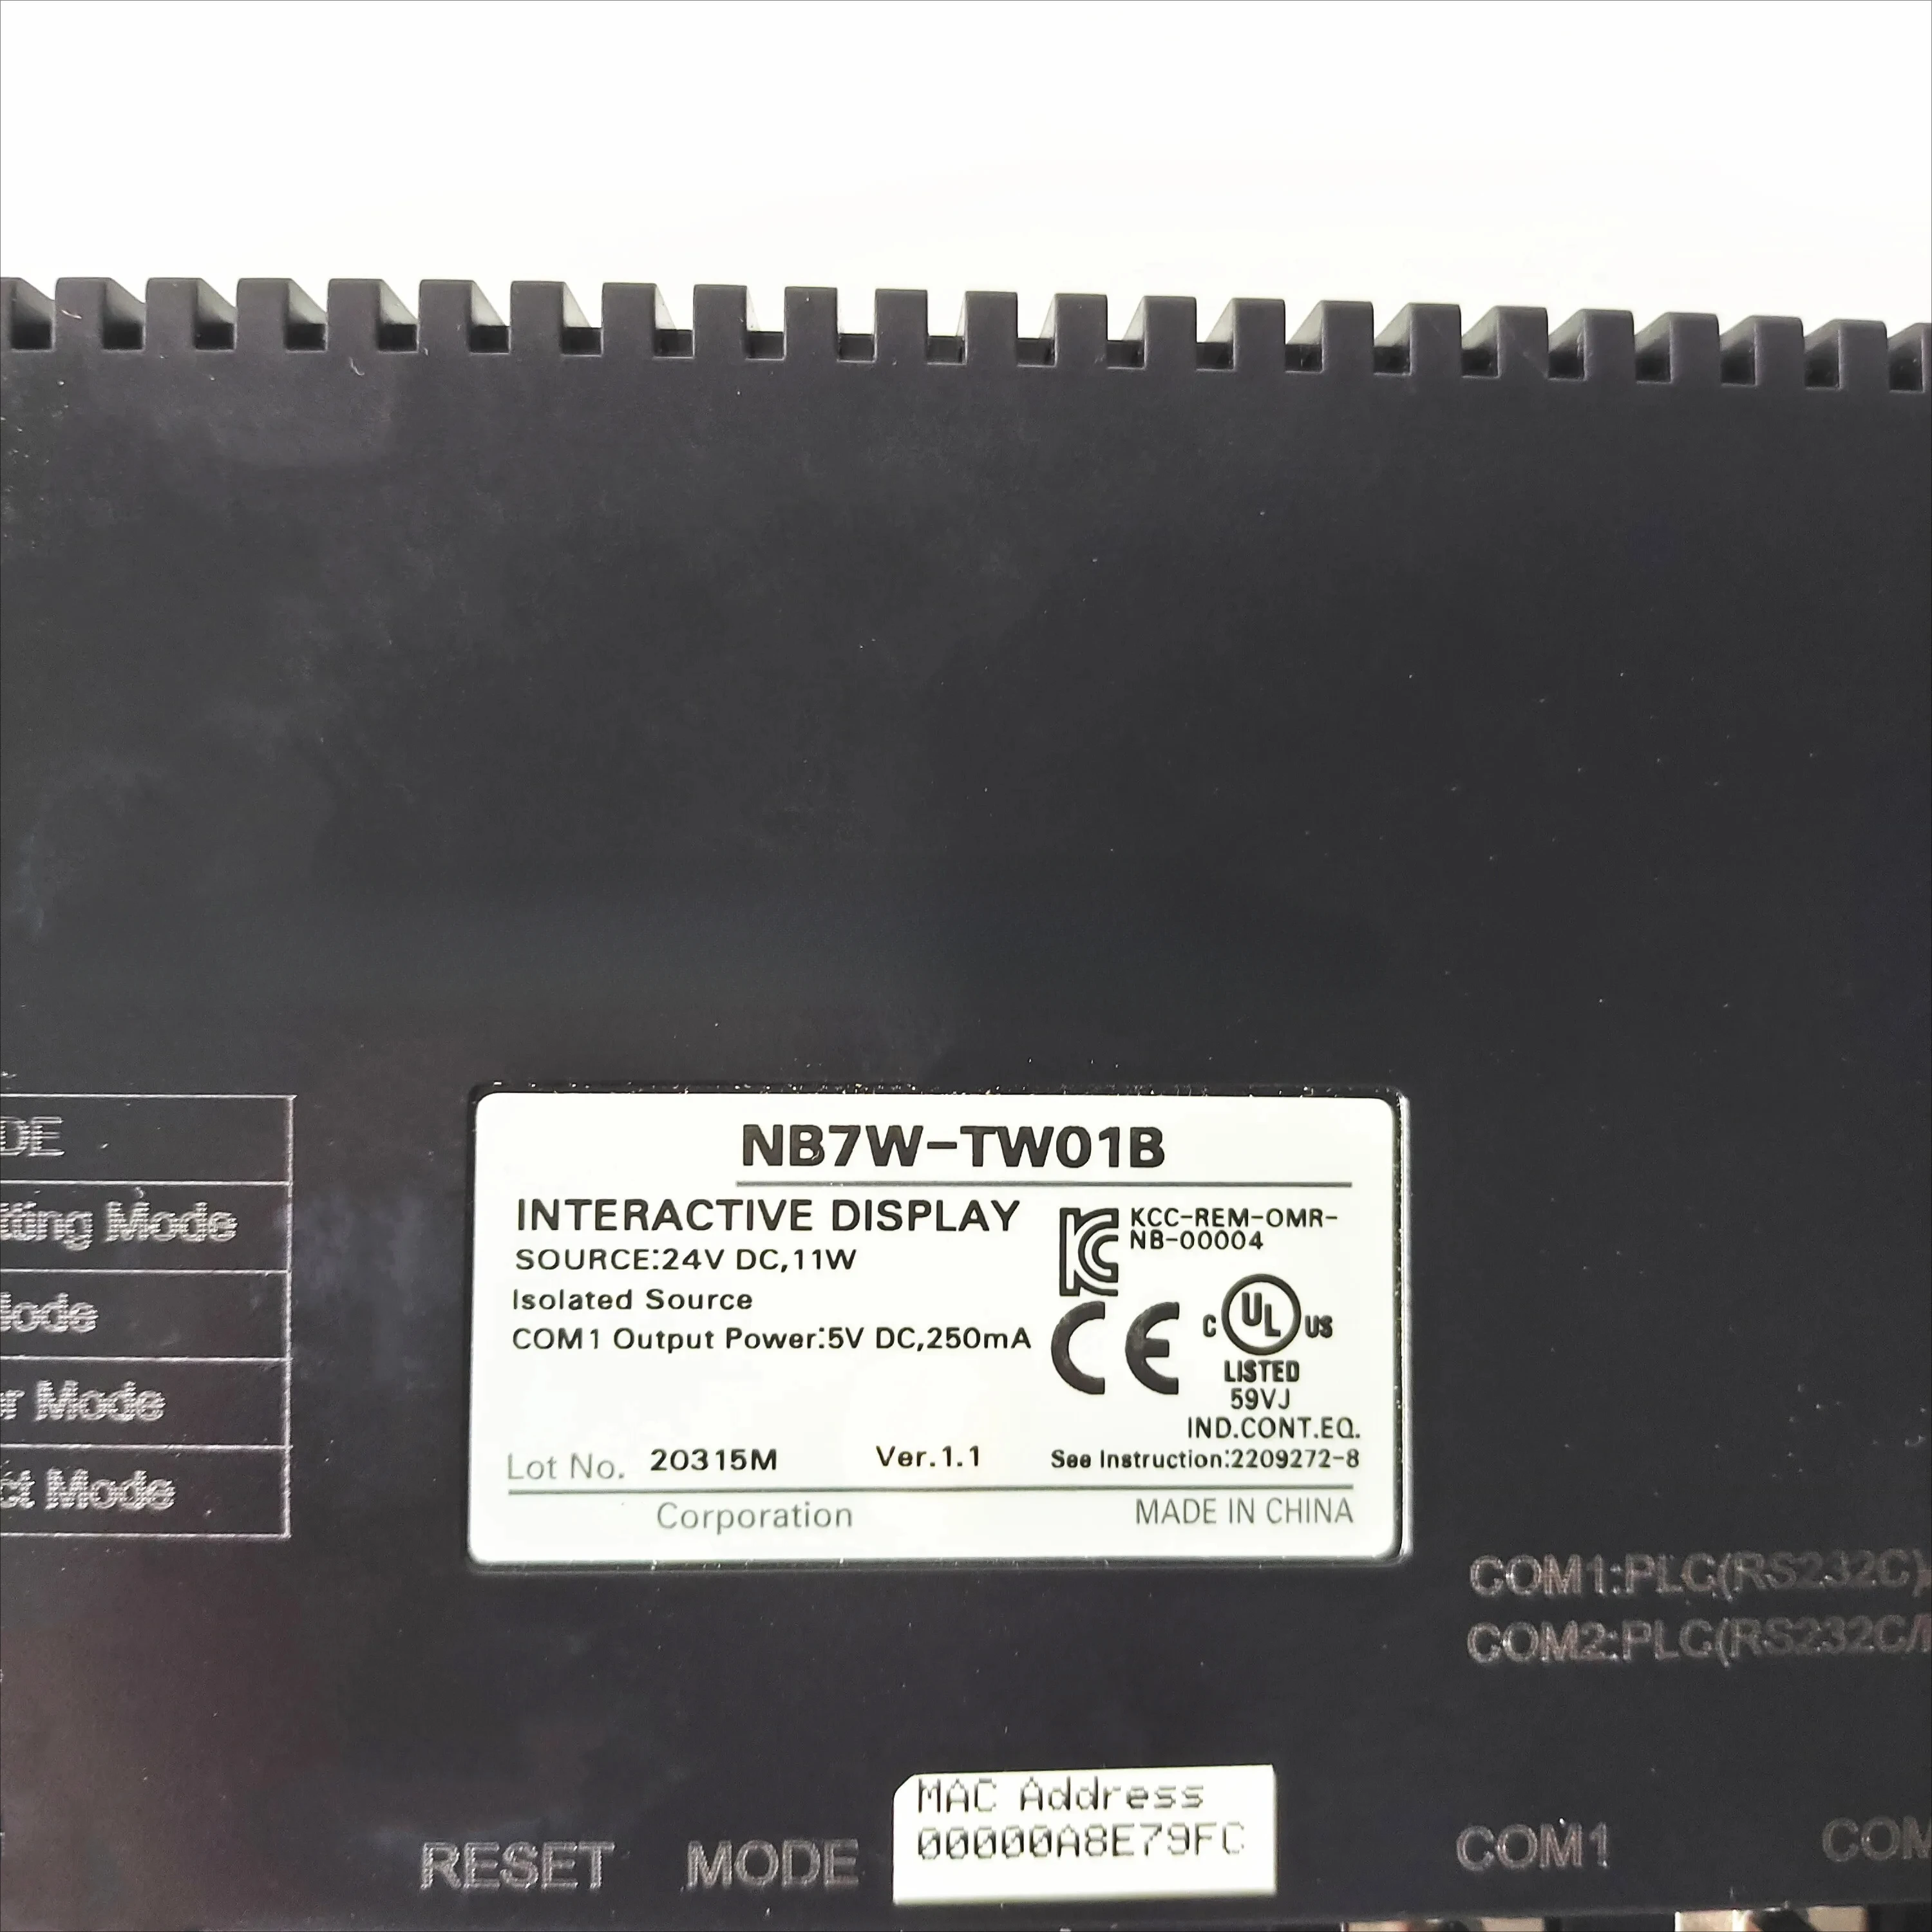 NB7W-TW01B
INTERACTIVE DISPLAY
SOURCE:24V DC,11W
Isolated Source
COM1 Output Power:5V DC,250mA
KCC-REM-OMR-
NB-00004
CE
C UL US
LISTED
59VJ
IND.CONT.EQ.
Lot No. 20315M Ver.1.1 See Instruction:2209272-8
Corporation MADE IN CHINA
DE
tting Mode
Mode
r Mode
ct Mode
COM1:PLC(RS232C)
COM2:PLC(RS232C/
MAC Address
00000A8E79FC
RESET MODE COM1 COM